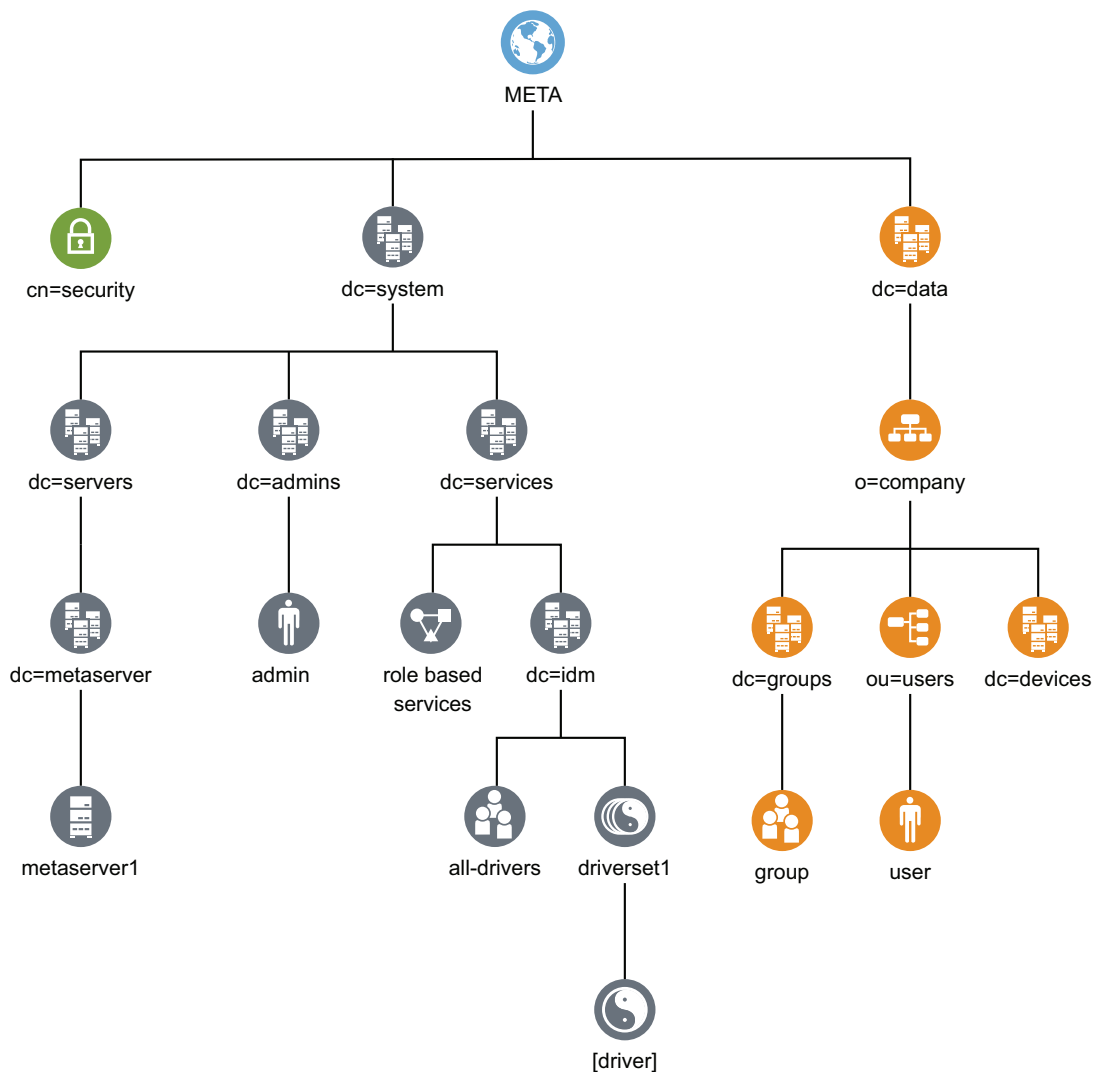 META
cn=security
dc=system
dc=data
dc=servers
dc=admins
dc=services
o=company
dc=metaserver
admin
role based
services
dc=idm
dc=groups
ou=users
dc=devices
metaserver1
all-drivers
driverset1
group
user
[driver]